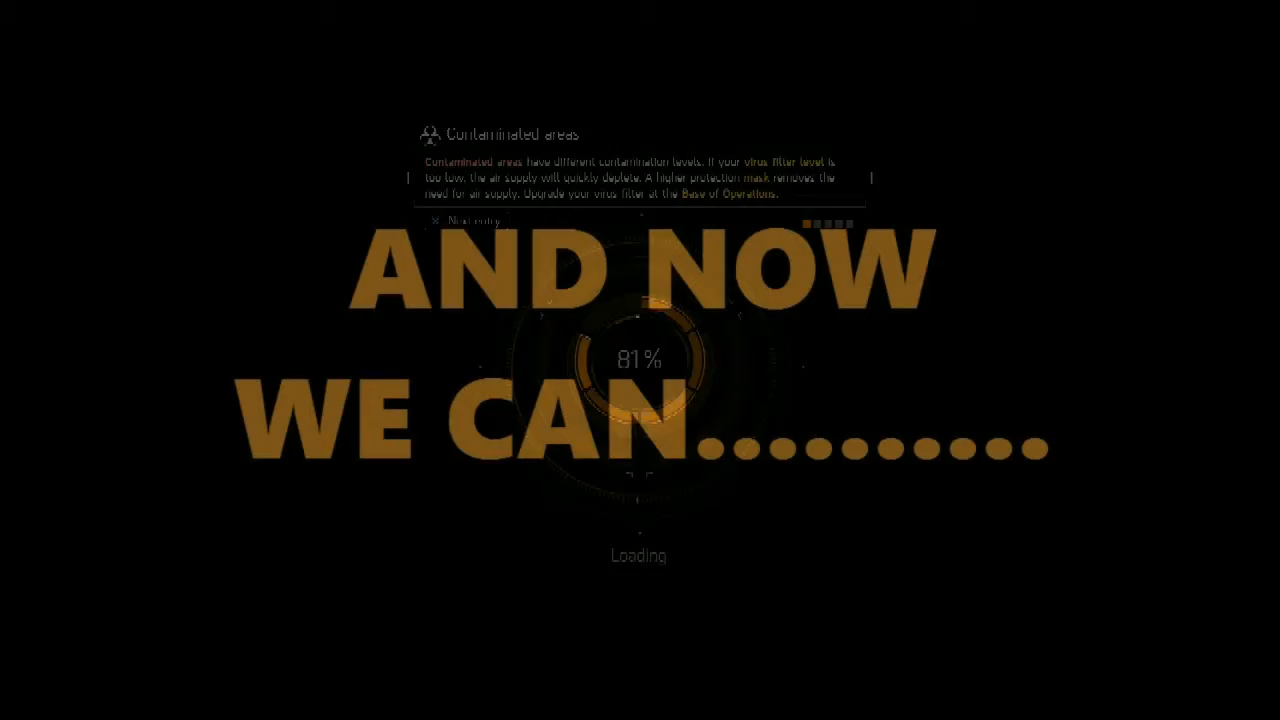 Contaminated areas
Contaminated areas have different contamination levels. If your virus filter level is
too low, the air supply will quickly deplete. A higher protection mask removes the
need for air supply. Upgrade your virus filter at the Base of Operations.
Next entry
AND NOW
81%
WE CAN..........
Loading